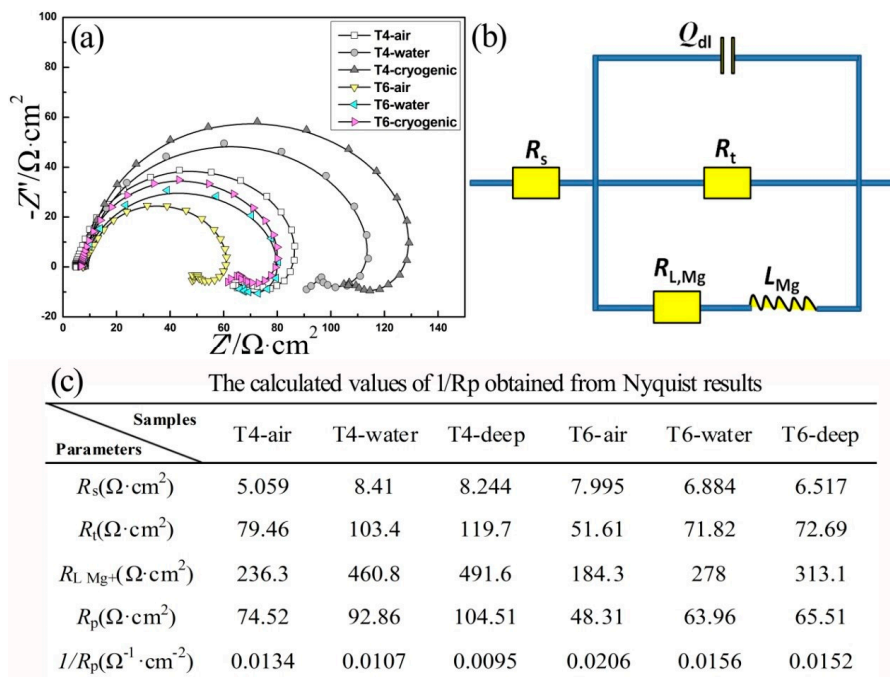 (a)
T4-air
T4-water
T4-cryogenic
T6-air
T6-water
T6-cryogenic
100
80
60
40
20
0
-20
-Z''/Ω·cm²
0 20 40 60 80 100 120 140
Z'/Ω·cm²
(b)
Qdl
Rs
Rt
RL,Mg
LMg
(c) The calculated values of 1/Rp obtained from Nyquist results
Samples
Parameters
T4-air T4-water T4-deep T6-air T6-water T6-deep
Rs(Ω·cm²) 5.059 8.41 8.244 7.995 6.884 6.517
Rt(Ω·cm²) 79.46 103.4 119.7 51.61 71.82 72.69
RL Mg+(Ω·cm²) 236.3 460.8 491.6 184.3 278 313.1
Rp(Ω·cm²) 74.52 92.86 104.51 48.31 63.96 65.51
1/Rp(Ω⁻¹·cm⁻²) 0.0134 0.0107 0.0095 0.0206 0.0156 0.0152